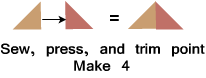 =
Sew, press, and trim point
Make 4